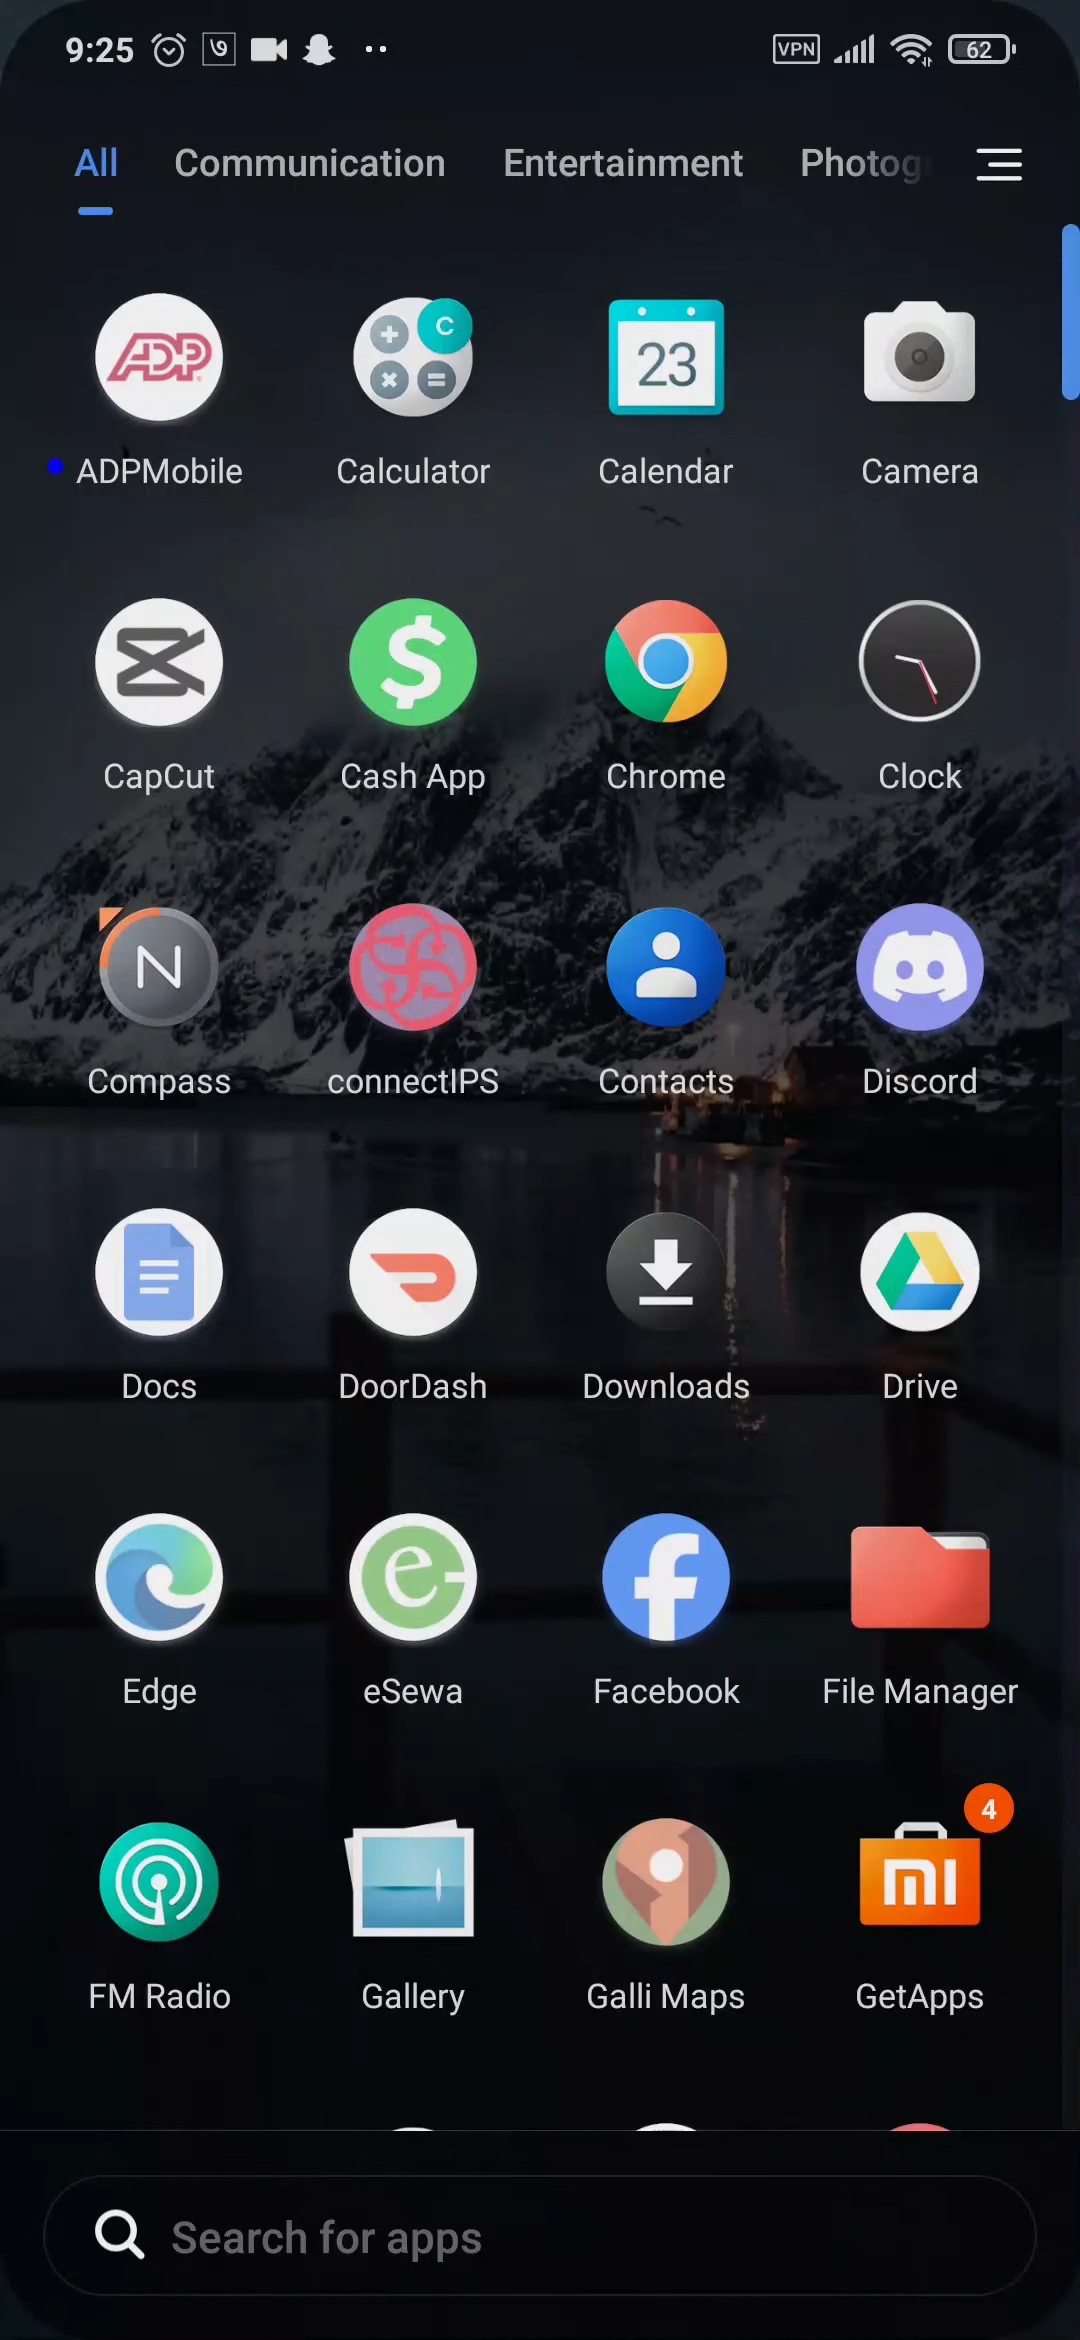 9:25 VPN 62
All Communication Entertainment Photog
ADP
C
23
ADPMobile Calculator Calendar Camera
CapCut Cash App Chrome Clock
N
Compass connectIPS Contacts Discord
Docs DoorDash Downloads Drive
Edge eSewa Facebook File Manager
4
FM Radio Gallery Galli Maps GetApps
Search for apps